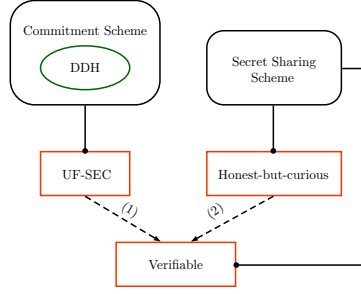 Commitment Scheme
DDH
Secret Sharing
Scheme
UF-SEC
Honest-but-curious
(1)
(2)
Verifiable